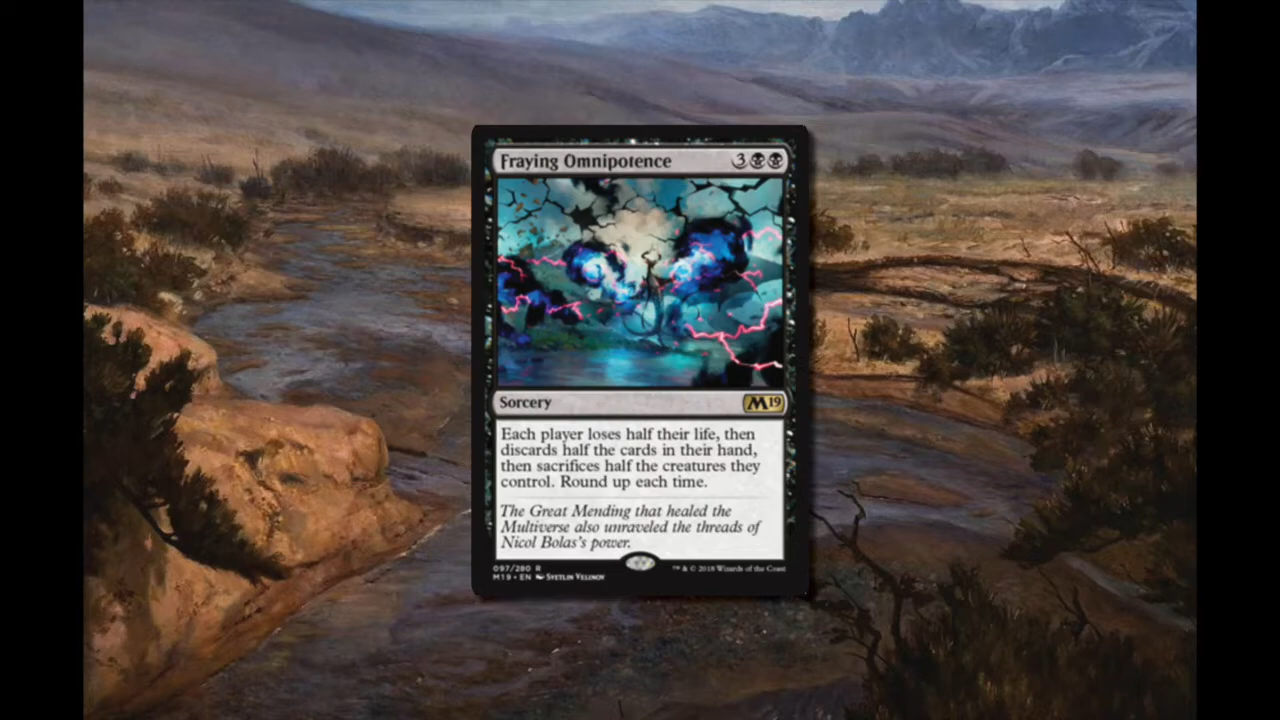 Fraying Omnipotence 3
Sorcery M19
Each player loses half their life, then
discards half the cards in their hand,
then sacrifices half the creatures they
control. Round up each time.
The Great Mending that healed the
Multiverse also unraveled the threads of
Nicol Bolas's power.
097/280 R
M19 • EN Svetlin Velinov
™ & © 2018 Wizards of the Coast